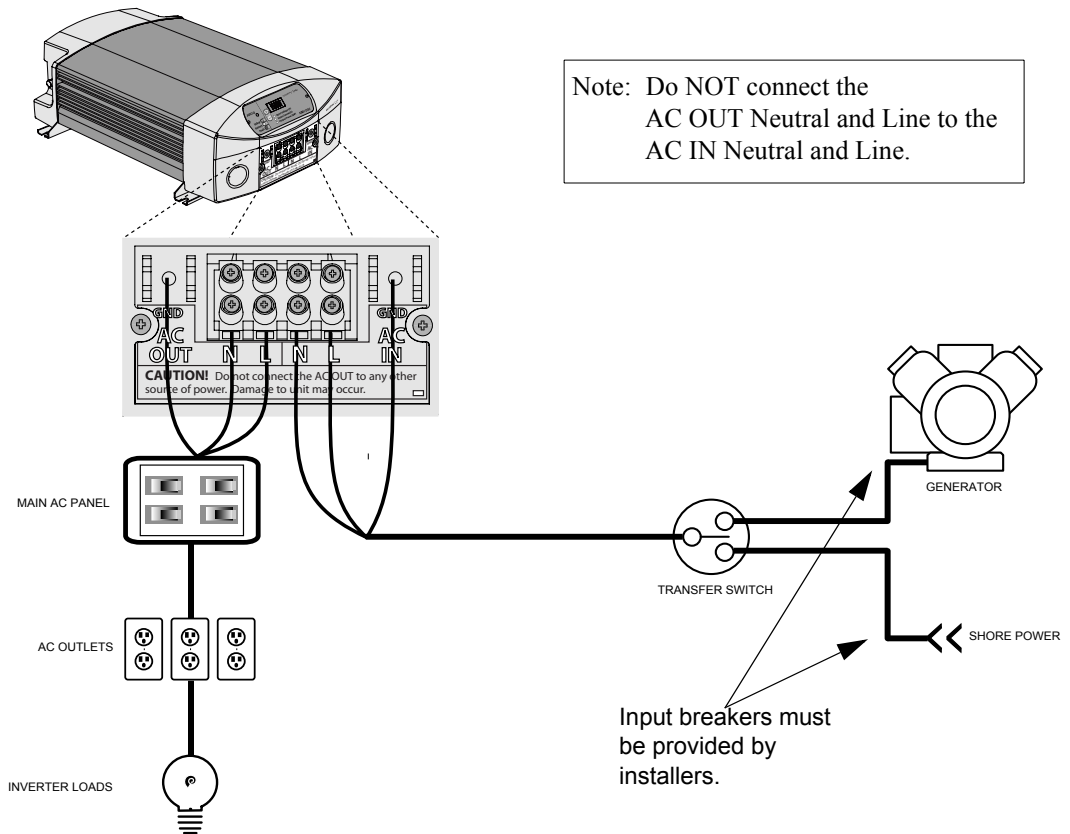 Note: Do NOT connect the
AC OUT Neutral and Line to the
AC IN Neutral and Line.
GND
GND
AC
OUT
N
L
N
L
AC
IN
CAUTION! Do not connect the AC OUT to any other
source of power. Damage to unit may occur.
MAIN AC PANEL
GENERATOR
TRANSFER SWITCH
AC OUTLETS
SHORE POWER
Input breakers must
be provided by
installers.
INVERTER LOADS